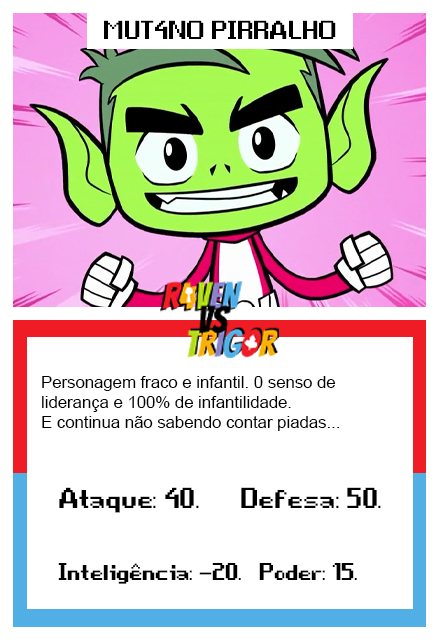 MUT4NO PIRRALHO
R4VEN
VS
TRIGOR
Personagem fraco e infantil. 0 senso de
liderança e 100% de infantilidade.
E continua não sabendo contar piadas...
Ataque: 40. Defesa: 50.
Inteligência: -20. Poder: 15.